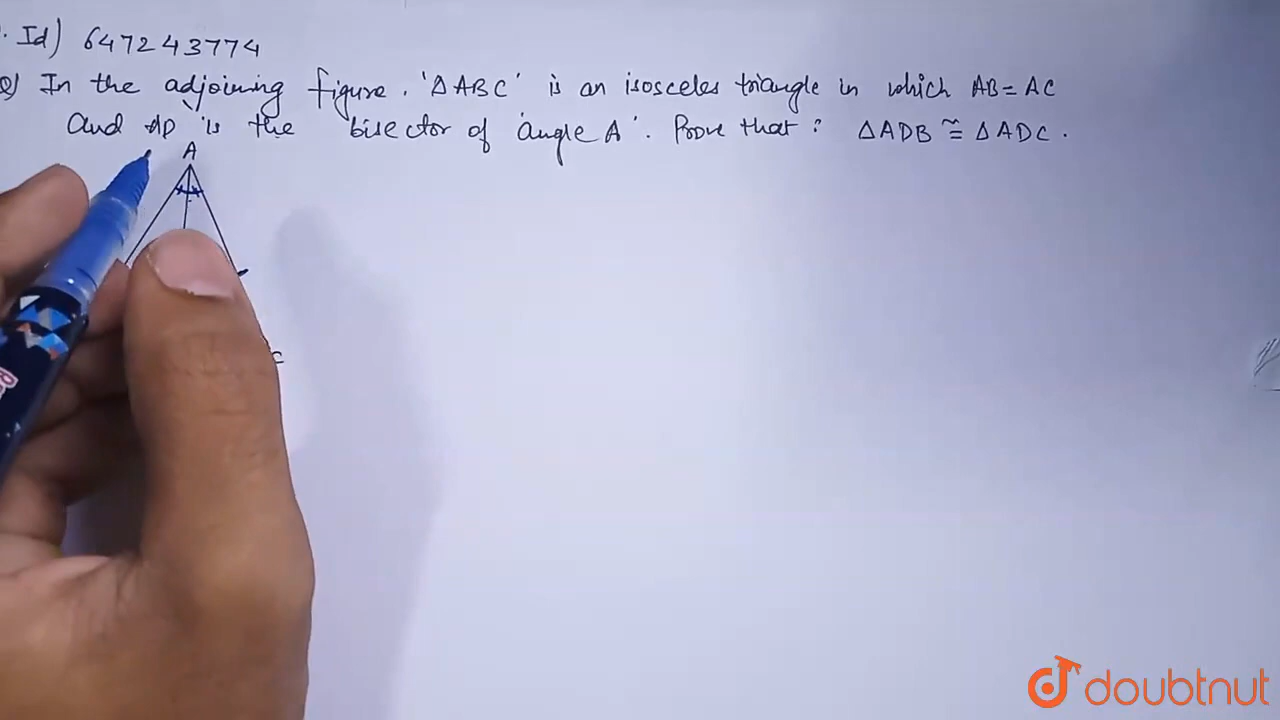 . Id) 647243774
Q) In the adjoining figure. 'ΔABC' is an isosceles triangle in which AB=AC
and AD is the bisector of 'angle A'. Prove that: ΔADB ≅ ΔADC.
A
C
doubtnut